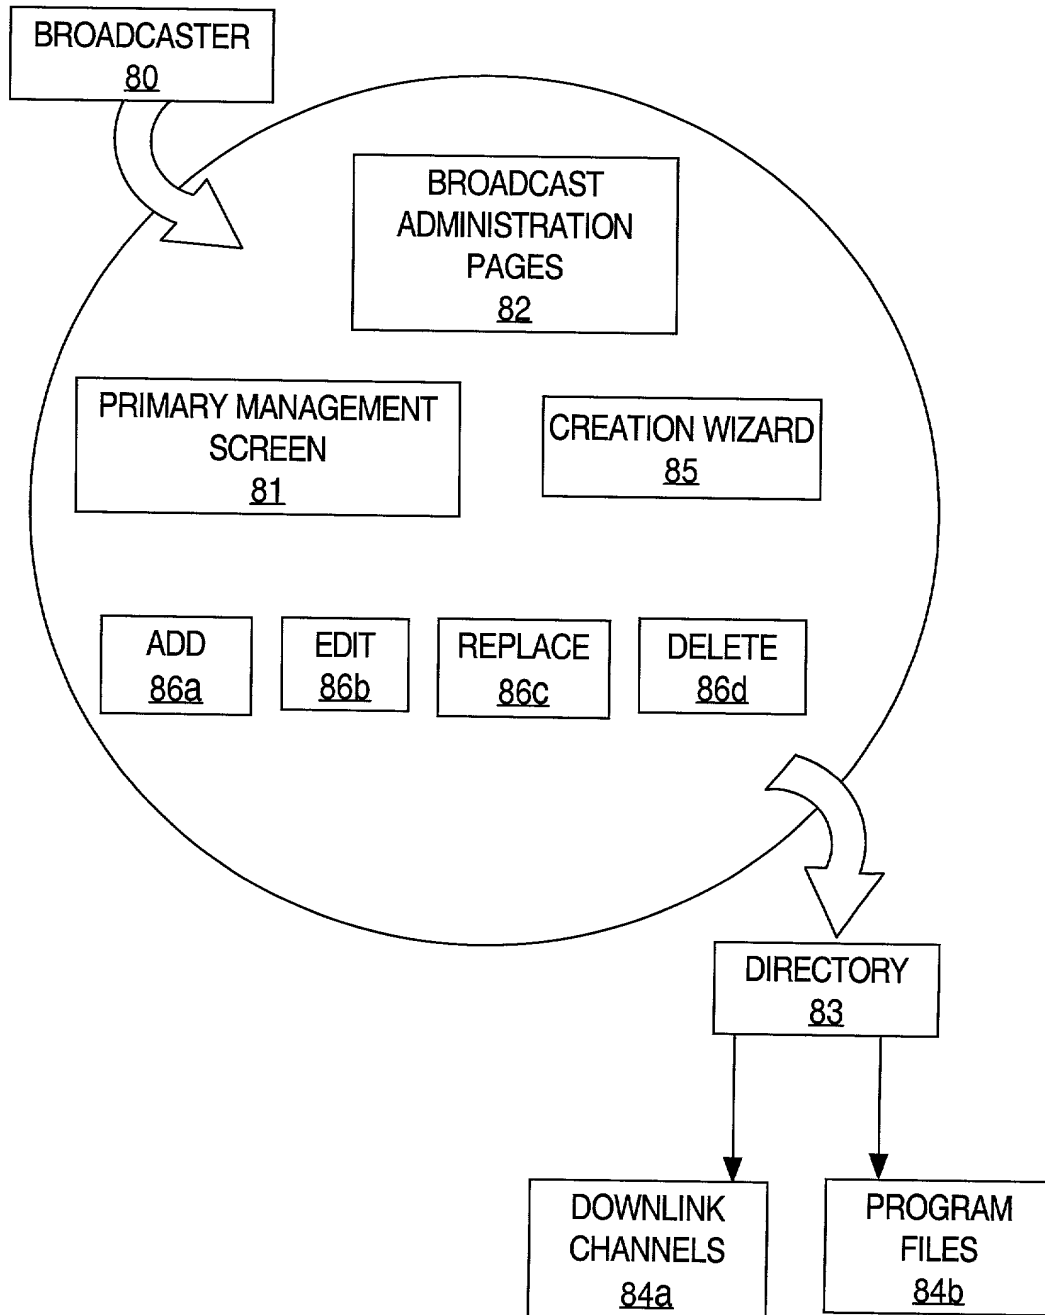 BROADCASTER
80
BROADCAST
ADMINISTRATION
PAGES
82
PRIMARY MANAGEMENT
SCREEN
81
CREATION WIZARD
85
ADD
86a
EDIT
86b
REPLACE
86c
DELETE
86d
DIRECTORY
83
DOWNLINK
CHANNELS
84a
PROGRAM
FILES
84b